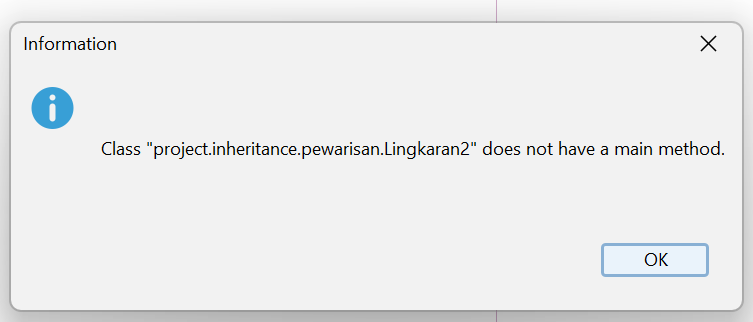 Information
Class "project.inheritance.pewarisan.Lingkaran2" does not have a main method.
OK